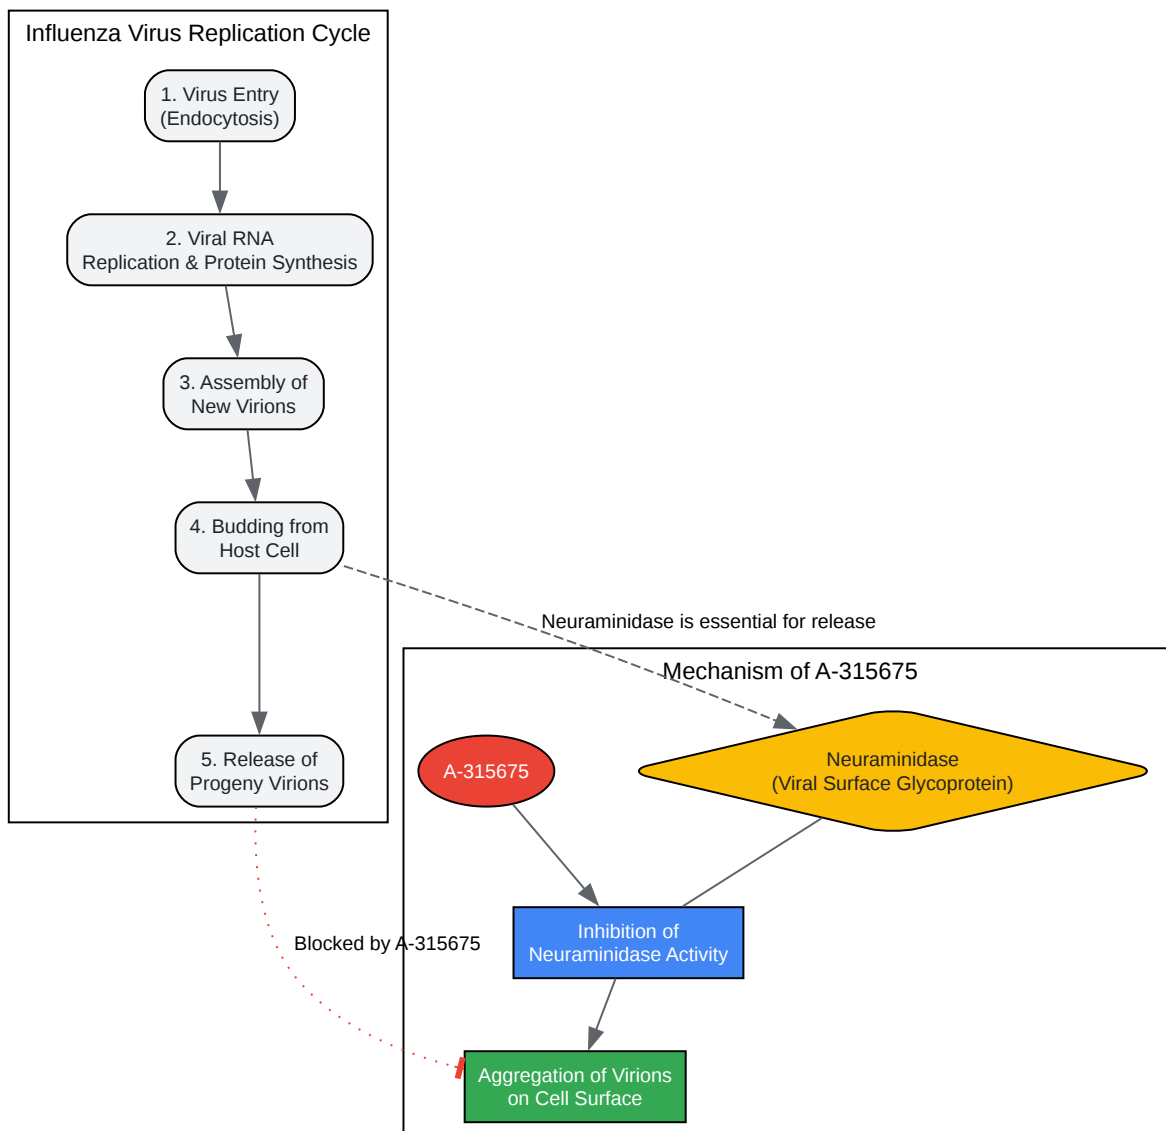 Influenza Virus Replication Cycle
1. Virus Entry
(Endocytosis)
2. Viral RNA
Replication & Protein Synthesis
3. Assembly of
New Virions
4. Budding from
Host Cell
Neuraminidase is essential for release
Mechanism of A-315675
5. Release of
Progeny Virions
A-315675
Neuraminidase
(Viral Surface Glycoprotein)
Blocked by A-315675
Inhibition of
Neuraminidase Activity
Aggregation of Virions
on Cell Surface